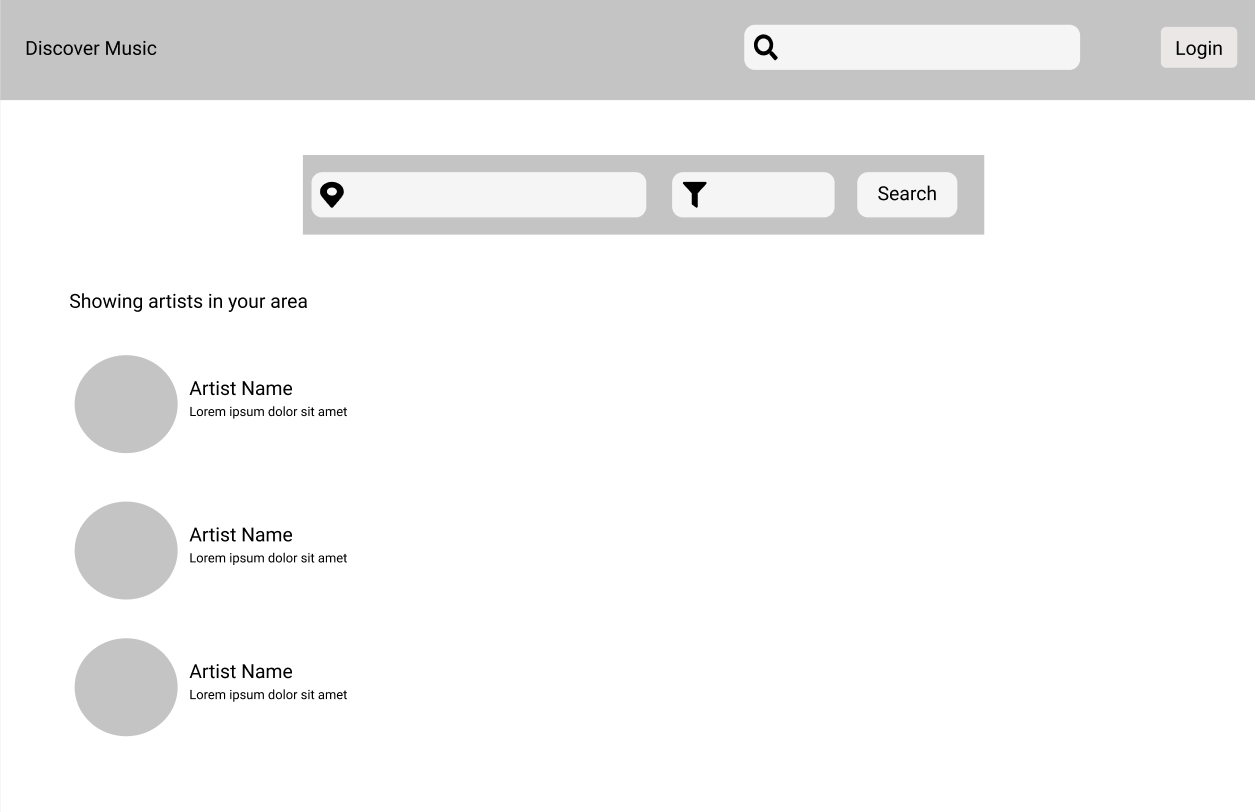 Discover Music
Login
Search
Showing artists in your area
Artist Name
Lorem ipsum dolor sit amet
Artist Name
Lorem ipsum dolor sit amet
Artist Name
Lorem ipsum dolor sit amet